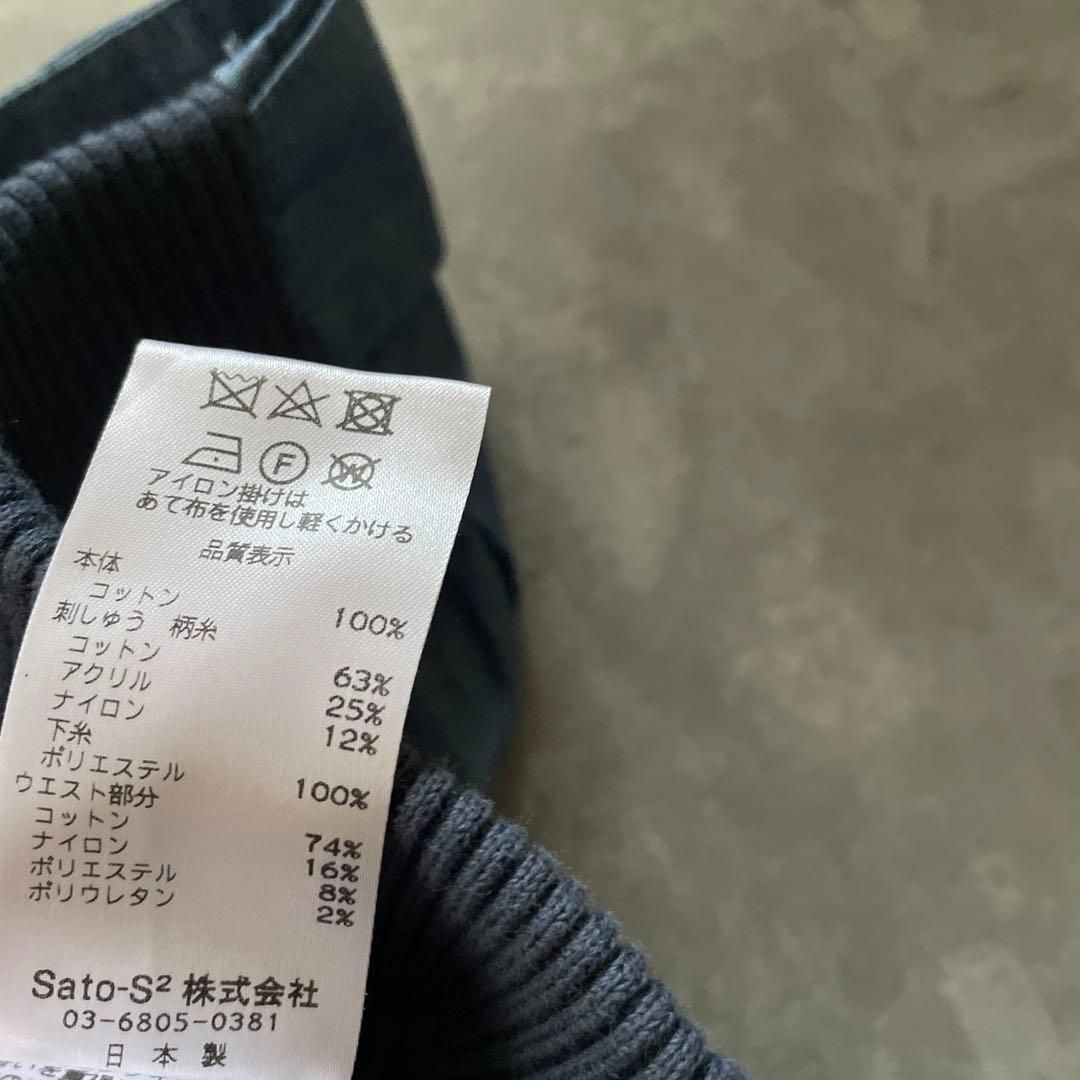 F W
アイロン掛けは
あて布を使用し軽くかける
品質表示
本体
コットン 100%
刺しゅう 柄糸
コットン 63%
アクリル 25%
ナイロン 12%
下糸
ポリエステル 100%
ウエスト部分
コットン 74%
ナイロン 16%
ポリエステル 8%
ポリウレタン 2%
Sato-S² 株式会社
03-6805-0381
日本製